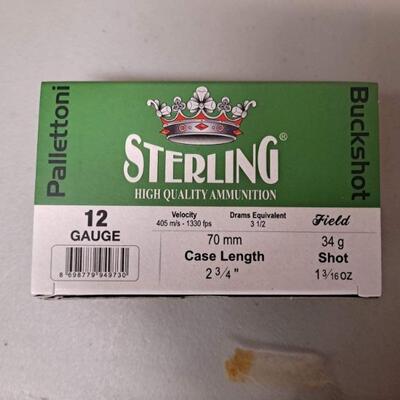 Pallettoni
STERLING®
HIGH QUALITY AMMUNITION
Buckshot
12
GAUGE
8 698779 949730
Velocity
405 m/s - 1330 fps
Drams Equivalent
3 1/2
Field
70 mm
Case Length
2 3/4 "
34 g
Shot
1 3/16 OZ